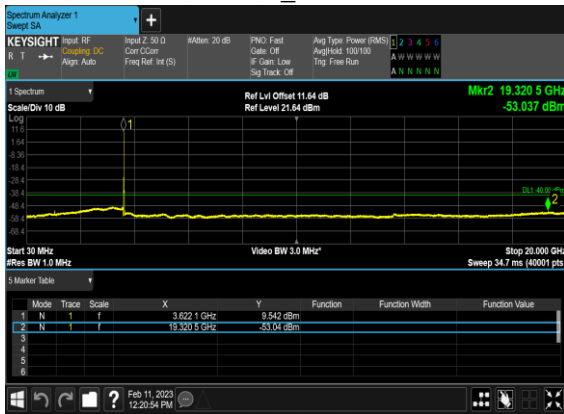 Spectrum Analyzer 1
Swept SA
+
KEYSIGHT Input: RF Input Z: 50 Ω #Atten: 20 dB PNO: Fast Avg Type: Power (RMS) 1 2 3 4 5 6
R T Coupling: DC Corr CCorr Gate: Off Avg|Hold: 100/100 A W W W W W
Align: Auto Freq Ref: Int (S) IF Gain: Low Trig: Free Run
LXI Sig Track: Off A N N N N N
1 Spectrum Ref Lvl Offset 11.64 dB Mkr2 19.320 5 GHz
Scale/Div 10 dB Ref Level 21.64 dBm -53.037 dBm
Log
11.6 1
1.64
-8.36
-18.4
-28.4
-38.4 DL1 -40.00 dBm
-48.4 2
-58.4
-68.4
Start 30 MHz Video BW 3.0 MHz* Stop 20.000 GHz
#Res BW 1.0 MHz Sweep 34.7 ms (40001 pts)
5 Marker Table
Mode Trace Scale X Y Function Function Width Function Value
1 N 1 f 3.622 1 GHz 9.542 dBm
2 N 1 f 19.320 5 GHz -53.04 dBm
3
4
5
6
? Feb 11, 2023
12:20:54 PM